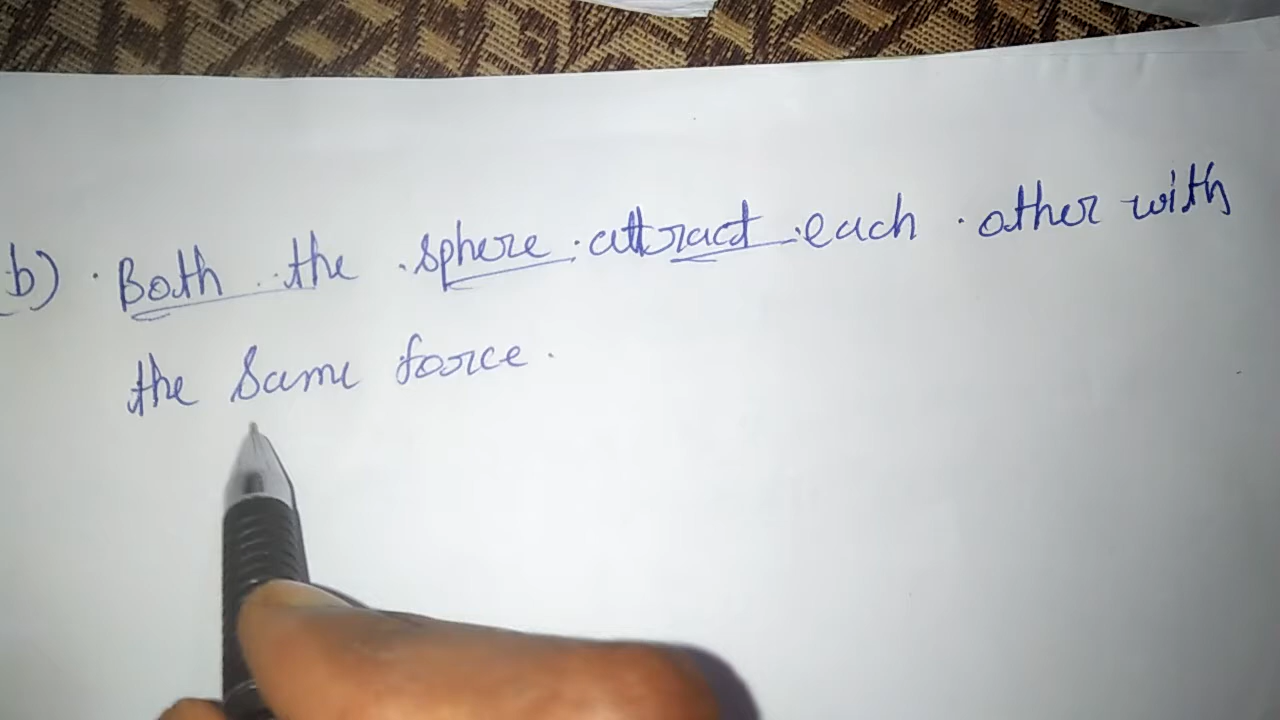 b) Both the sphere attract each other with
the same force.